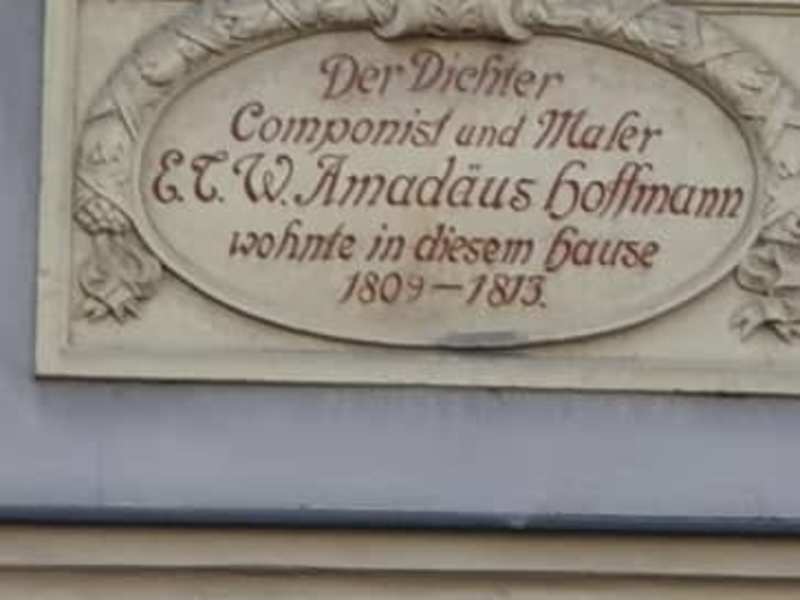 Der Dichter
Componist und Maler
E.T.W. Amadäus Hoffmann
wohnte in diesem Hause
1809–1813.